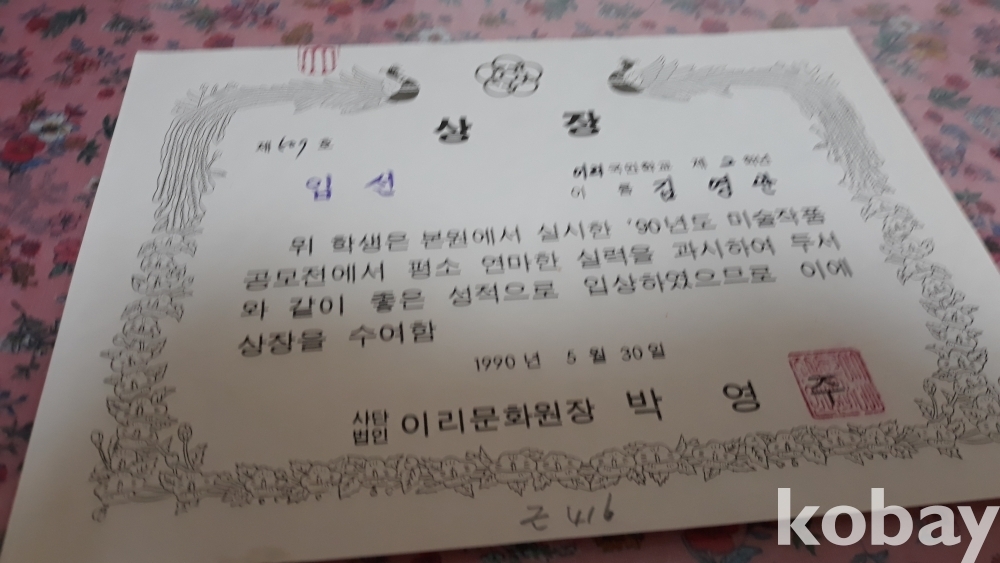 상 장
제 609 호
입 선
이리 국민학교 제 학년
이 름 김 영
위 학생은 본원에서 실시한 '90년도 미술작품
공모전에서 평소 연마한 실력을 과시하여 두서
와 같이 좋은 성적으로 입상하였으므로 이에
상장을 수여함
1990년 5월 30일
사단법인 이리문화원장 박 영 주
kobay